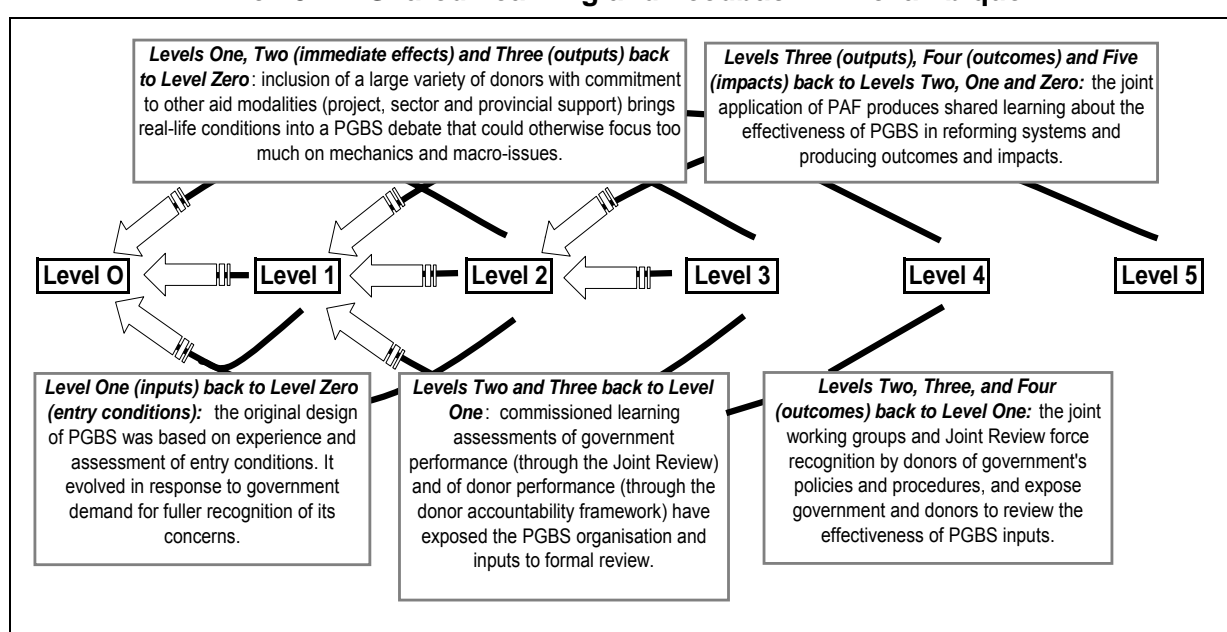 Levels One, Two (immediate effects) and Three (outputs) back
to Level Zero: inclusion of a large variety of donors with commitment
to other aid modalities (project, sector and provincial support) brings
real-life conditions into a PGBS debate that could otherwise focus too
much on mechanics and macro-issues.
Levels Three (outputs), Four (outcomes) and Five
(impacts) back to Levels Two, One and Zero: the joint
application of PAF produces shared learning about the
effectiveness of PGBS in reforming systems and
producing outcomes and impacts.
Level O
Level 1
Level 2
Level 3
Level 4
Level 5
Level One (inputs) back to Level Zero
(entry conditions): the original design
of PGBS was based on experience and
assessment of entry conditions. It
evolved in response to government
demand for fuller recognition of its
concerns.
Levels Two and Three back to Level
One: commissioned learning
assessments of government
performance (through the Joint Review)
and of donor performance (through the
donor accountability framework) have
exposed the PGBS organisation and
inputs to formal review.
Levels Two, Three, and Four
(outcomes) back to Level One: the joint
working groups and Joint Review force
recognition by donors of government's
policies and procedures, and expose
government and donors to review the
effectiveness of PGBS inputs.